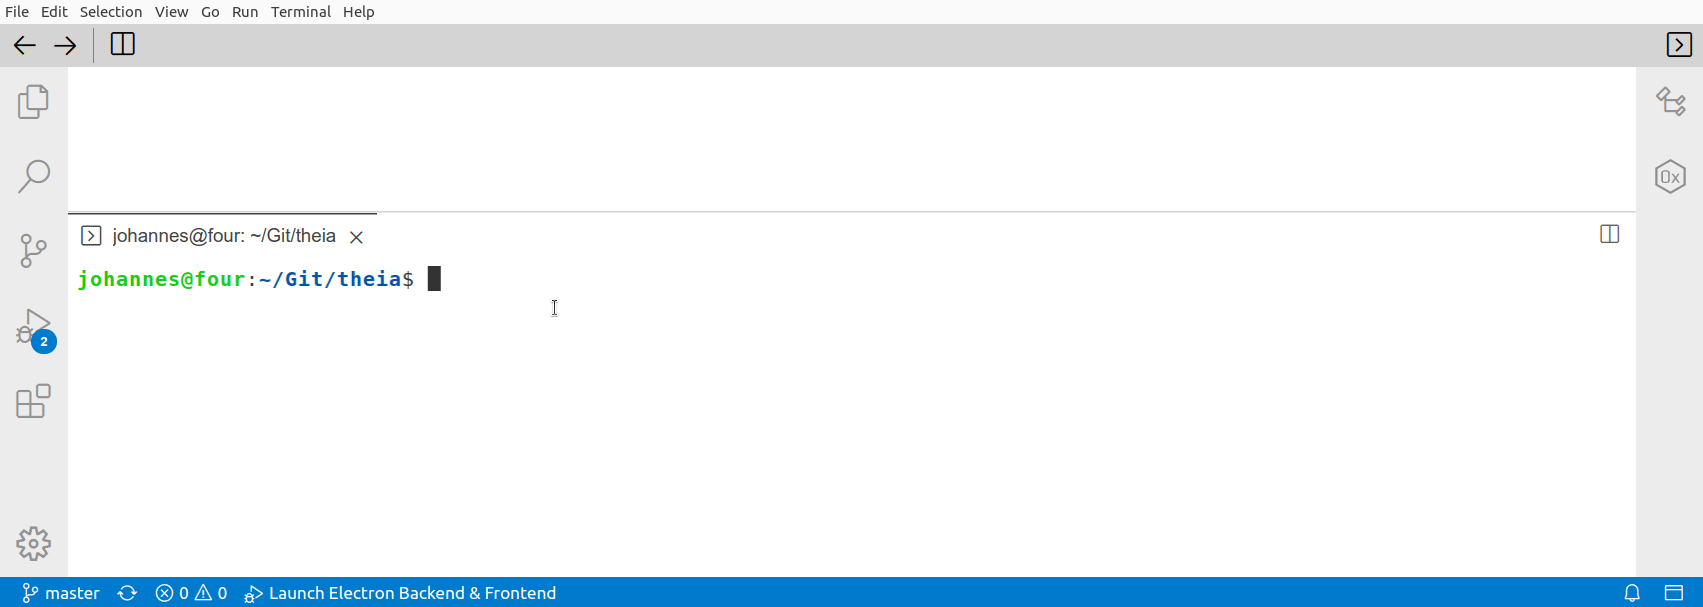 File Edit Selection View Go Run Terminal Help
0x
johannes@four: ~/Git/theia
johannes@four:~/Git/theia$
2
master 0 0 Launch Electron Backend & Frontend